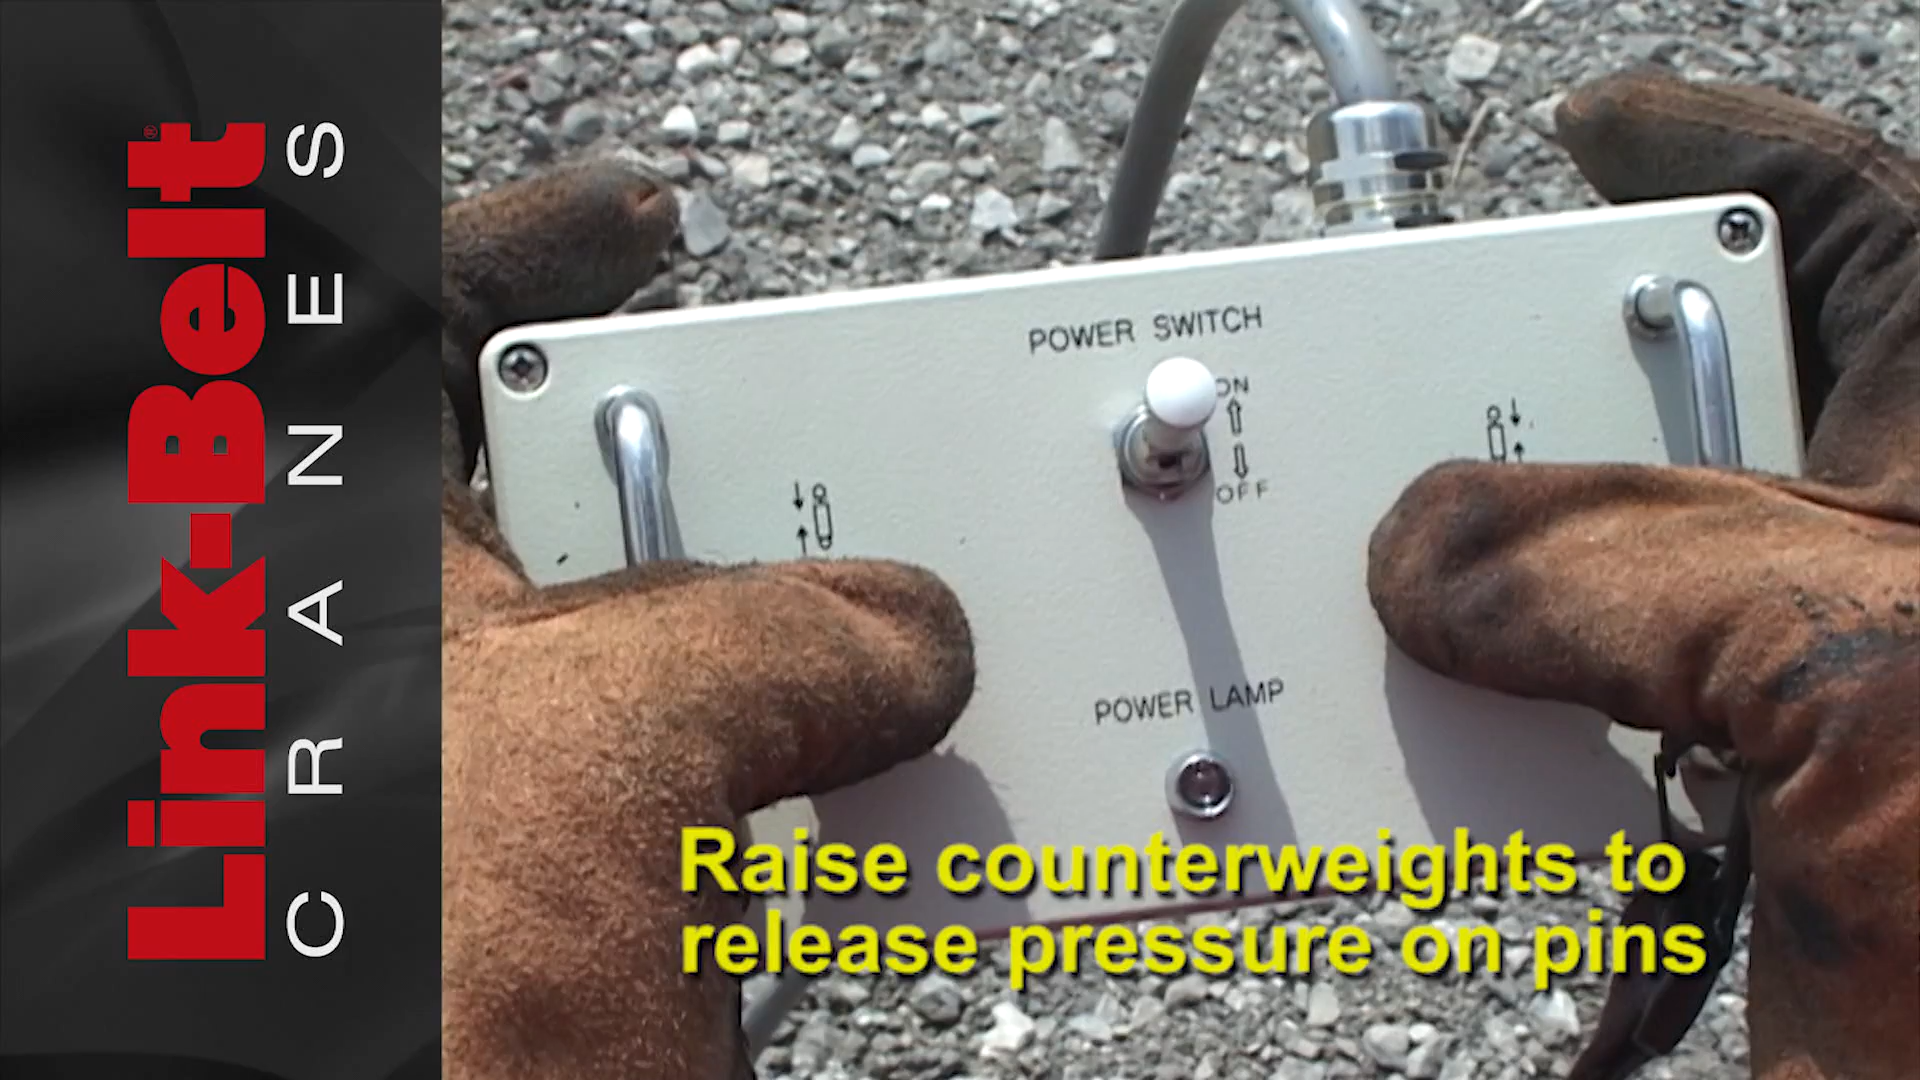 Link-Belt®
CRANES
POWER SWITCH
ON
OFF
POWER LAMP
Raise counterweights to
release pressure on pins